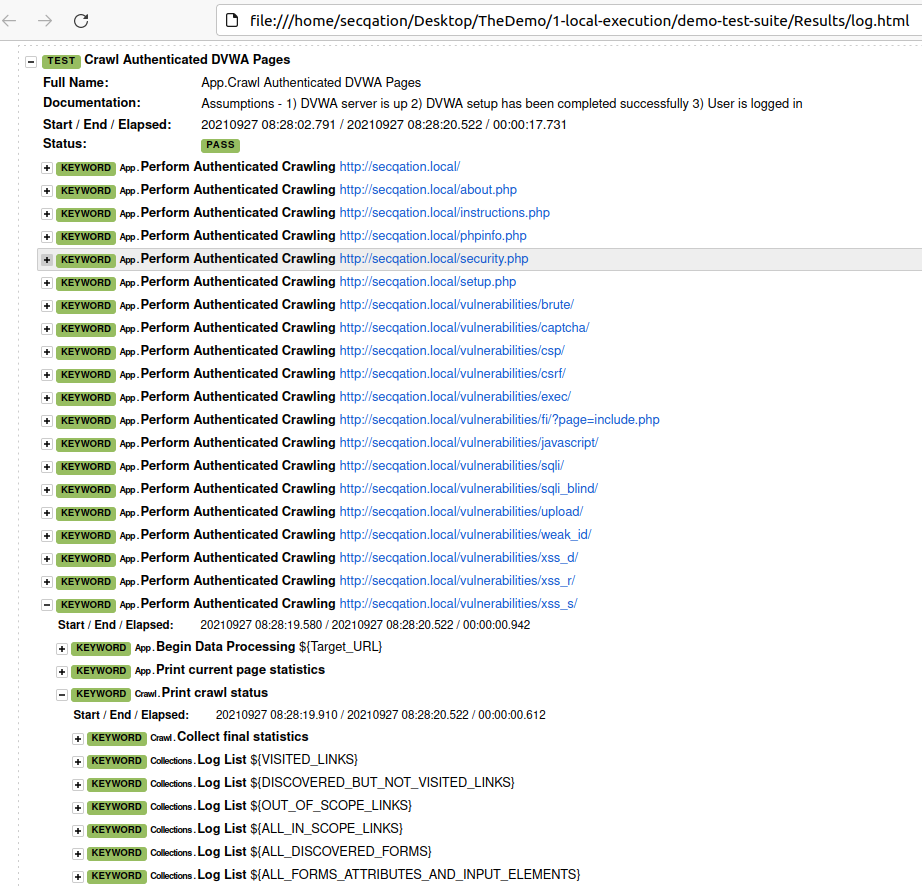 file:///home/secqation/Desktop/TheDemo/1-local-execution/demo-test-suite/Results/log.html
− TEST Crawl Authenticated DVWA Pages
Full Name: App.Crawl Authenticated DVWA Pages
Documentation: Assumptions - 1) DVWA server is up 2) DVWA setup has been completed successfully 3) User is logged in
Start / End / Elapsed: 20210927 08:28:02.791 / 20210927 08:28:20.522 / 00:00:17.731
Status: PASS
+ KEYWORD App.Perform Authenticated Crawling http://secqation.local/
+ KEYWORD App.Perform Authenticated Crawling http://secqation.local/about.php
+ KEYWORD App.Perform Authenticated Crawling http://secqation.local/instructions.php
+ KEYWORD App.Perform Authenticated Crawling http://secqation.local/phpinfo.php
+ KEYWORD App.Perform Authenticated Crawling http://secqation.local/security.php
+ KEYWORD App.Perform Authenticated Crawling http://secqation.local/setup.php
+ KEYWORD App.Perform Authenticated Crawling http://secqation.local/vulnerabilities/brute/
+ KEYWORD App.Perform Authenticated Crawling http://secqation.local/vulnerabilities/captcha/
+ KEYWORD App.Perform Authenticated Crawling http://secqation.local/vulnerabilities/csp/
+ KEYWORD App.Perform Authenticated Crawling http://secqation.local/vulnerabilities/csrf/
+ KEYWORD App.Perform Authenticated Crawling http://secqation.local/vulnerabilities/exec/
+ KEYWORD App.Perform Authenticated Crawling http://secqation.local/vulnerabilities/fi/?page=include.php
+ KEYWORD App.Perform Authenticated Crawling http://secqation.local/vulnerabilities/javascript/
+ KEYWORD App.Perform Authenticated Crawling http://secqation.local/vulnerabilities/sqli/
+ KEYWORD App.Perform Authenticated Crawling http://secqation.local/vulnerabilities/sqli_blind/
+ KEYWORD App.Perform Authenticated Crawling http://secqation.local/vulnerabilities/upload/
+ KEYWORD App.Perform Authenticated Crawling http://secqation.local/vulnerabilities/weak_id/
+ KEYWORD App.Perform Authenticated Crawling http://secqation.local/vulnerabilities/xss_d/
+ KEYWORD App.Perform Authenticated Crawling http://secqation.local/vulnerabilities/xss_r/
− KEYWORD App.Perform Authenticated Crawling http://secqation.local/vulnerabilities/xss_s/
Start / End / Elapsed: 20210927 08:28:19.580 / 20210927 08:28:20.522 / 00:00:00.942
+ KEYWORD App.Begin Data Processing ${Target_URL}
+ KEYWORD App.Print current page statistics
− KEYWORD Crawl.Print crawl status
Start / End / Elapsed: 20210927 08:28:19.910 / 20210927 08:28:20.522 / 00:00:00.612
+ KEYWORD Crawl.Collect final statistics
+ KEYWORD Collections.Log List ${VISITED_LINKS}
+ KEYWORD Collections.Log List ${DISCOVERED_BUT_NOT_VISITED_LINKS}
+ KEYWORD Collections.Log List ${OUT_OF_SCOPE_LINKS}
+ KEYWORD Collections.Log List ${ALL_IN_SCOPE_LINKS}
+ KEYWORD Collections.Log List ${ALL_DISCOVERED_FORMS}
+ KEYWORD Collections.Log List ${ALL_FORMS_ATTRIBUTES_AND_INPUT_ELEMENTS}